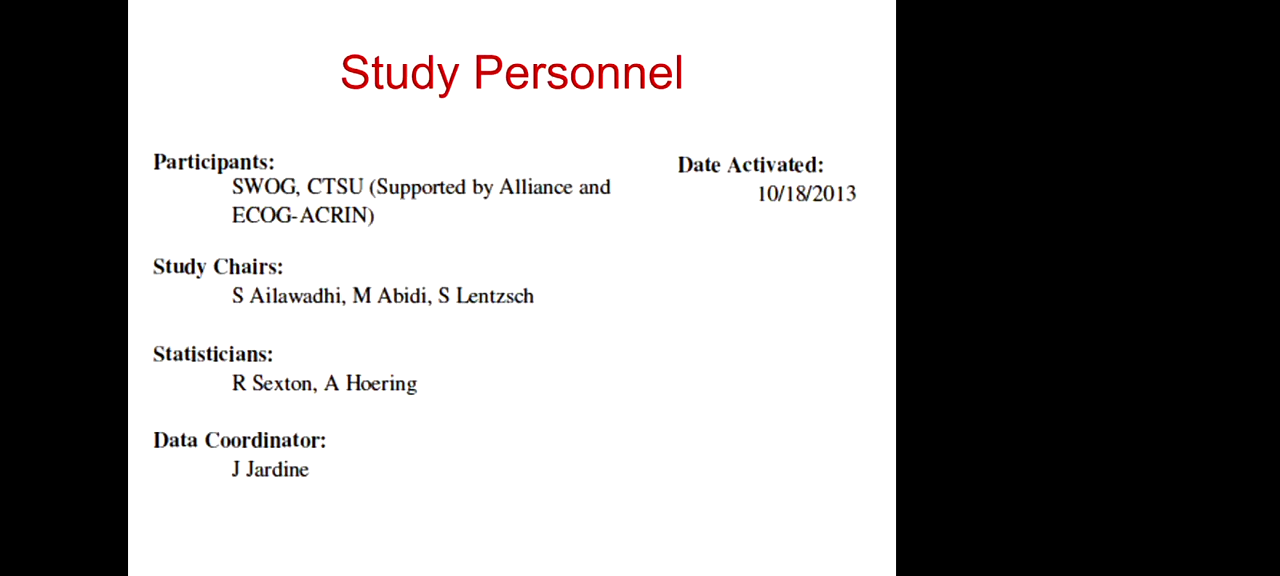 Study Personnel
Participants:
SWOG, CTSU (Supported by Alliance and
ECOG-ACRIN)
Date Activated:
10/18/2013
Study Chairs:
S Ailawadhi, M Abidi, S Lentzsch
Statisticians:
R Sexton, A Hoering
Data Coordinator:
J Jardine